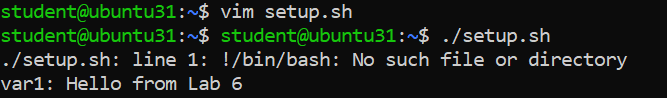 student@ubuntu31:~$ vim setup.sh
student@ubuntu31:~$ student@ubuntu31:~$ ./setup.sh
./setup.sh: line 1: !/bin/bash: No such file or directory
var1: Hello from Lab 6